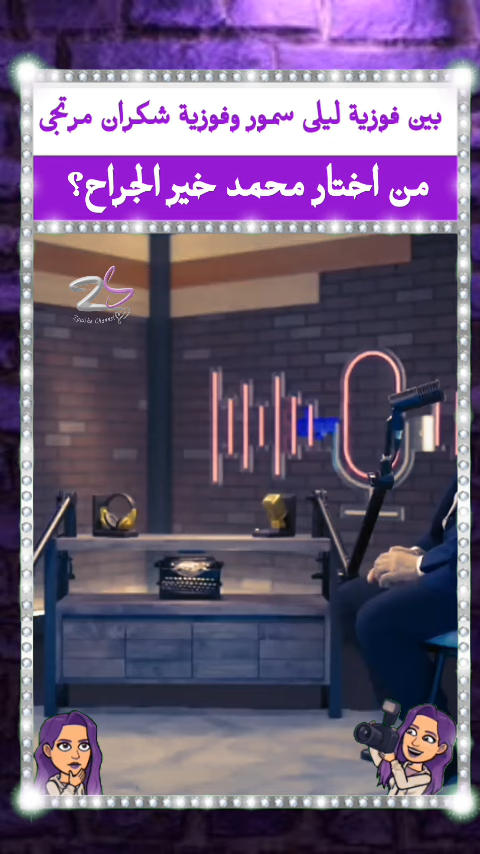 بين فوزية ليلى سمور وفوزية شكران مرتجى
من اختار محمد خير الجراح؟